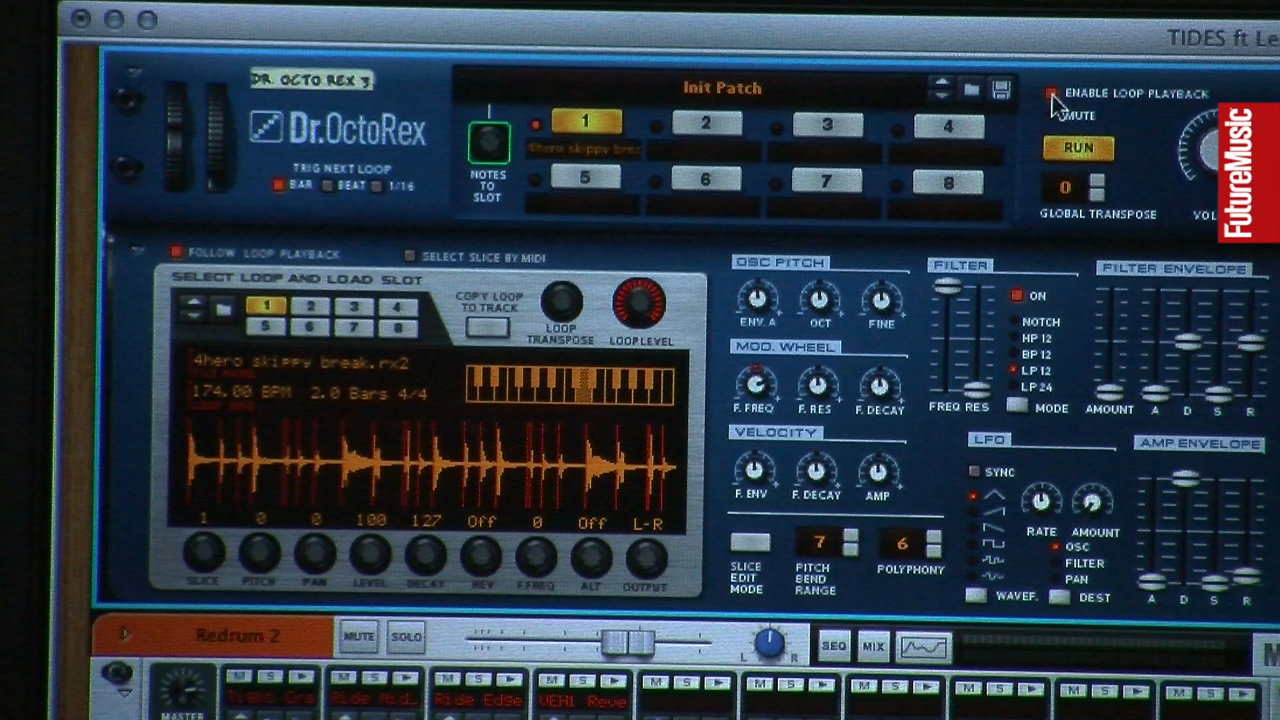 TIDES ft Le
DR. OCTO REX 3
Dr.OctoRex
TRIG NEXT LOOP
BAR BEAT 1/16
NOTES
TO
SLOT
Init Patch
1 2 3 4
4hero skippy brea
5 6 7 8
ENABLE LOOP PLAYBACK
MUTE
RUN
0
GLOBAL TRANSPOSE
VOL
FutureMusic
FOLLOW LOOP PLAYBACK
SELECT SLICE BY MIDI
SELECT LOOP AND LOAD SLOT
1 2 3 4
5 6 7 8
COPY LOOP
TO TRACK
LOOP
TRANSPOSE
LOOP LEVEL
4hero skippy break.rx2
174.00 BPM 2.0 Bars 4/4
1 0 0 100 127 Off 0 Off L-R
SLICE PITCH PAN LEVEL DECAY REV F.FREQ ALT OUTPUT
OSC PITCH
ENV. A OCT FINE
MOD. WHEEL
F. FREQ F. RES F. DECAY
VELOCITY
F. ENV F. DECAY AMP
SLICE
EDIT
MODE
7
PITCH
BEND
RANGE
6
POLYPHONY
FILTER
ON
NOTCH
HP 12
BP 12
LP 12
LP 24
FREQ RES MODE
FILTER ENVELOPE
AMOUNT A D S R
LFO
SYNC
RATE AMOUNT
OSC
FILTER
PAN
WAVEF. DEST
AMP ENVELOPE
A D S R
Redrum 2
MUTE SOLO
L R
SEQ MIX
M
M S M S M S M S M S M S M S M S M S M S
Ride Edge
MASTER